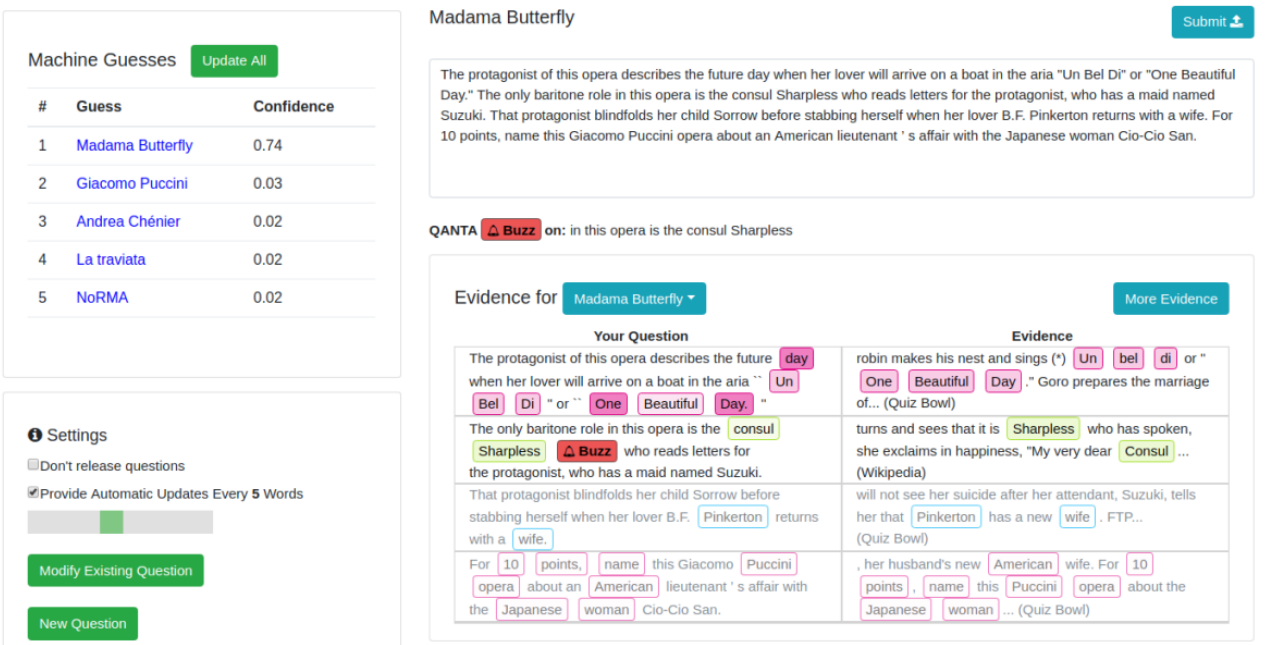 Machine Guesses
Update All
# Guess Confidence
1 Madama Butterfly 0.74
2 Giacomo Puccini 0.03
3 Andrea Chénier 0.02
4 La traviata 0.02
5 NoRMA 0.02
Settings
Don't release questions
Provide Automatic Updates Every 5 Words
Modify Existing Question
New Question
Madama Butterfly
Submit
The protagonist of this opera describes the future day when her lover will arrive on a boat in the aria "Un Bel Di" or "One Beautiful
Day." The only baritone role in this opera is the consul Sharpless who reads letters for the protagonist, who has a maid named
Suzuki. That protagonist blindfolds her child Sorrow before stabbing herself when her lover B.F. Pinkerton returns with a wife. For
10 points, name this Giacomo Puccini opera about an American lieutenant ' s affair with the Japanese woman Cio-Cio San.
QANTA Buzz on: in this opera is the consul Sharpless
Evidence for Madama Butterfly
More Evidence
Your Question
The protagonist of this opera describes the future day
when her lover will arrive on a boat in the aria `` Un
Bel Di " or `` One Beautiful Day. "
The only baritone role in this opera is the consul
Sharpless Buzz who reads letters for
the protagonist, who has a maid named Suzuki.
That protagonist blindfolds her child Sorrow before
stabbing herself when her lover B.F. Pinkerton returns
with a wife.
For 10 points, name this Giacomo Puccini
opera about an American lieutenant ' s affair with
the Japanese woman Cio-Cio San.
Evidence
robin makes his nest and sings (*) Un bel di or "
One Beautiful Day ." Goro prepares the marriage
of... (Quiz Bowl)
turns and sees that it is Sharpless who has spoken,
she exclaims in happiness, "My very dear Consul ...
(Wikipedia)
will not see her suicide after her attendant, Suzuki, tells
her that Pinkerton has a new wife . FTP...
(Quiz Bowl)
, her husband's new American wife. For 10
points , name this Puccini opera about the
Japanese woman ... (Quiz Bowl)